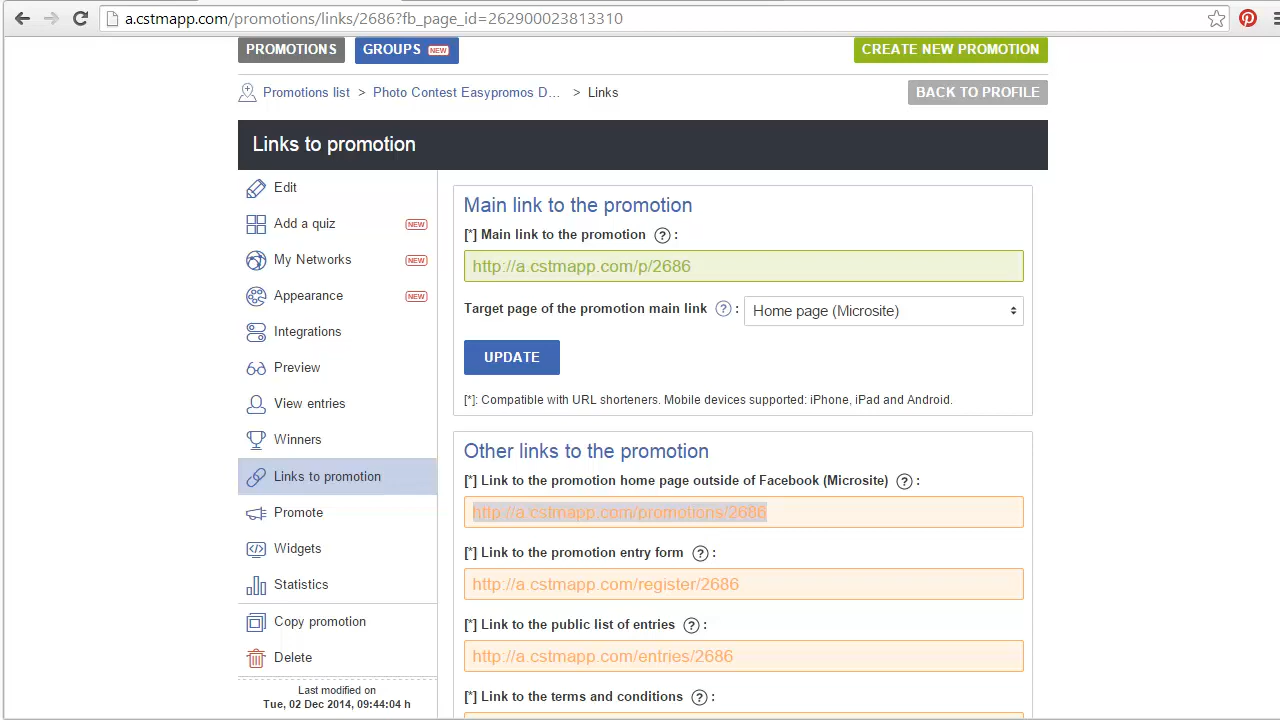 a.cstmapp.com/promotions/links/2686?fb_page_id=262900023813310
PROMOTIONS
GROUPS NEW
CREATE NEW PROMOTION
Promotions list > Photo Contest Easypromos D... > Links
BACK TO PROFILE
Links to promotion
Edit
Add a quiz NEW
My Networks NEW
Appearance NEW
Integrations
Preview
View entries
Winners
Links to promotion
Promote
Widgets
Statistics
Copy promotion
Delete
Last modified on
Tue, 02 Dec 2014, 09:44:04 h
Main link to the promotion
[*] Main link to the promotion ? :
http://a.cstmapp.com/p/2686
Target page of the promotion main link ? : Home page (Microsite)
UPDATE
[*]: Compatible with URL shorteners. Mobile devices supported: iPhone, iPad and Android.
Other links to the promotion
[*] Link to the promotion home page outside of Facebook (Microsite) ? :
http://a.cstmapp.com/promotions/2686
[*] Link to the promotion entry form ? :
http://a.cstmapp.com/register/2686
[*] Link to the public list of entries ? :
http://a.cstmapp.com/entries/2686
[*] Link to the terms and conditions ? :